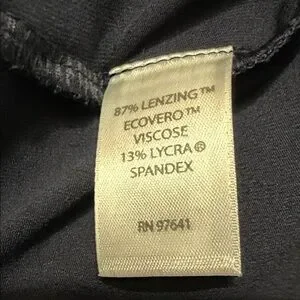 87% LENZING™
ECOVERO™
VISCOSE
13% LYCRA®
SPANDEX
RN 97641